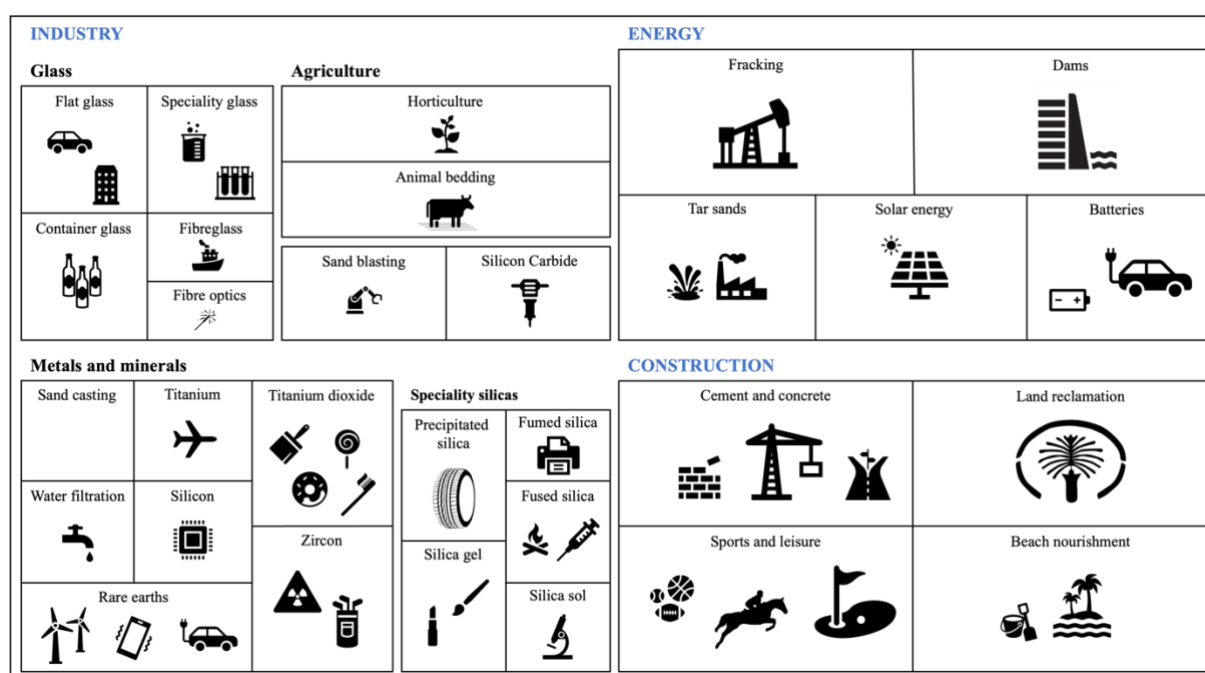 INDUSTRY
Glass
Flat glass
Speciality glass
Container glass
Fibreglass
Fibre optics
Agriculture
Horticulture
Animal bedding
Sand blasting
Silicon Carbide
Metals and minerals
Sand casting
Titanium
Titanium dioxide
Water filtration
Silicon
Zircon
Rare earths
Speciality silicas
Precipitated
silica
Fumed silica
Fused silica
Silica gel
Silica sol
ENERGY
Fracking
Dams
Tar sands
Solar energy
Batteries
CONSTRUCTION
Cement and concrete
Land reclamation
Sports and leisure
Beach nourishment